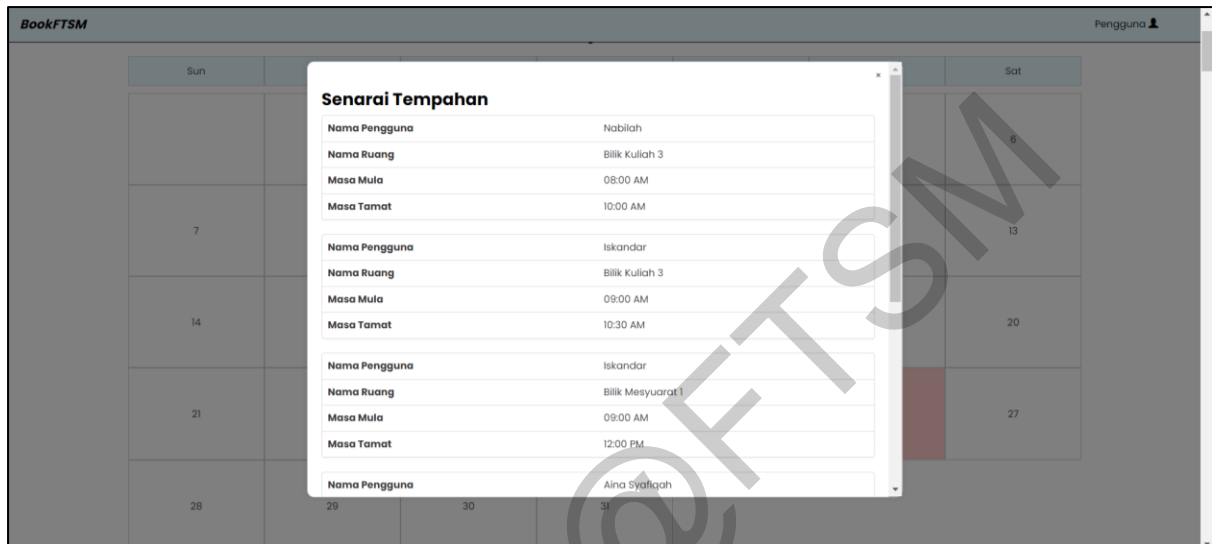 BookFTSM Pengguna
Sun Sat
Senarai Tempahan
Nama Pengguna Nabilah
Nama Ruang Bilik Kuliah 3
Masa Mula 08:00 AM
Masa Tamat 10:00 AM
Nama Pengguna Iskandar
Nama Ruang Bilik Kuliah 3
Masa Mula 09:00 AM
Masa Tamat 10:30 AM
Nama Pengguna Iskandar
Nama Ruang Bilik Mesyuarat 1
Masa Mula 09:00 AM
Masa Tamat 12:00 PM
Nama Pengguna Aina Syafiqah
6
7 13
14 20
21 27
28 29 30 31
@FTSM